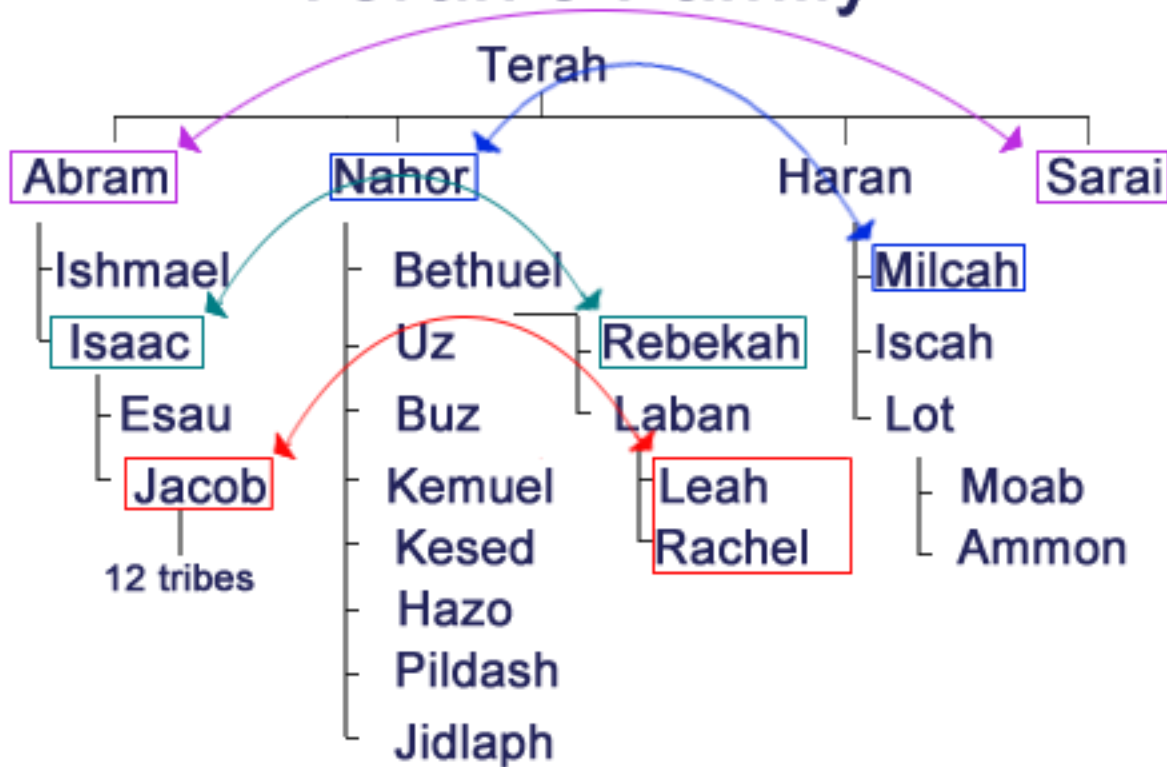 Terah
Abram Nahor Haran Sarai
Ishmael Bethuel Milcah
Isaac Uz Rebekah Iscah
Esau Buz Laban Lot
Jacob Kemuel Leah Moab
Kesed Rachel Ammon
12 tribes
Hazo
Pildash
Jidlaph